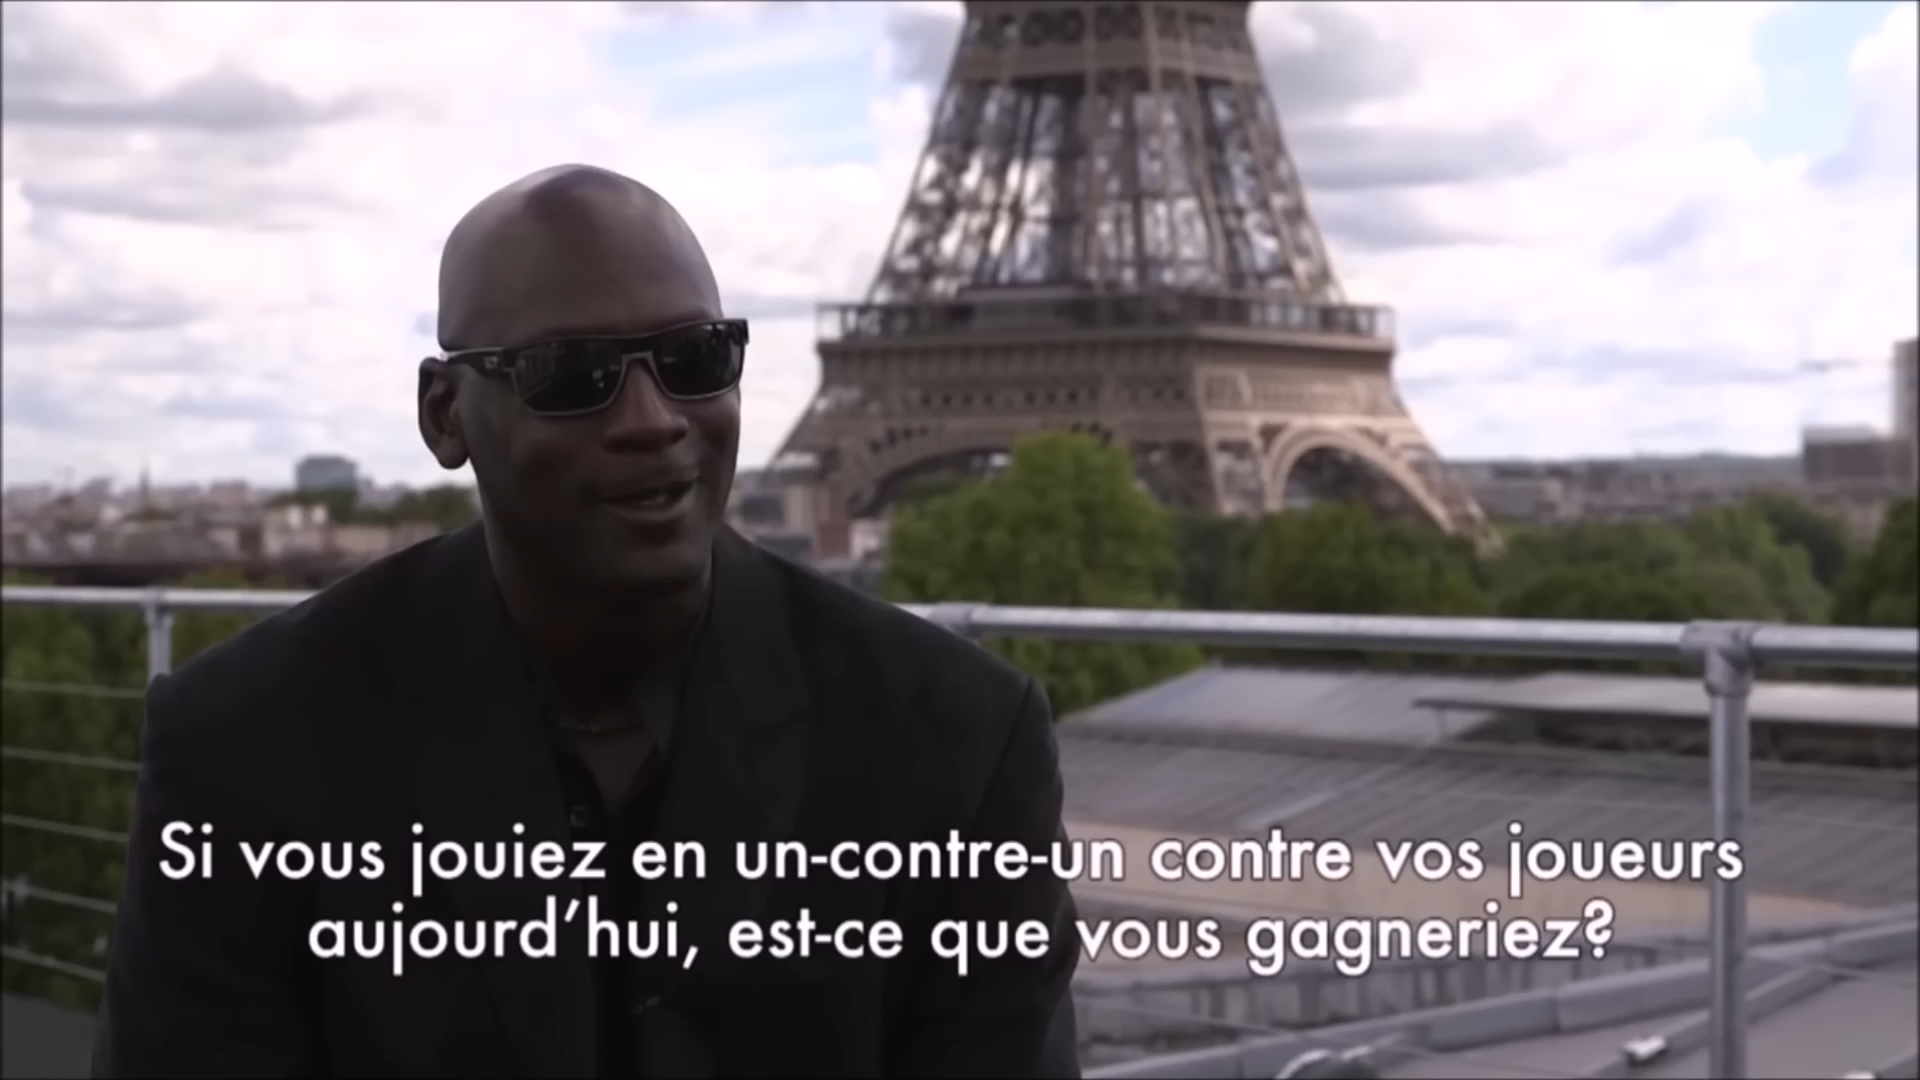 Si vous jouiez en un-contre-un contre vos joueurs
aujourd'hui, est-ce que vous gagneriez?